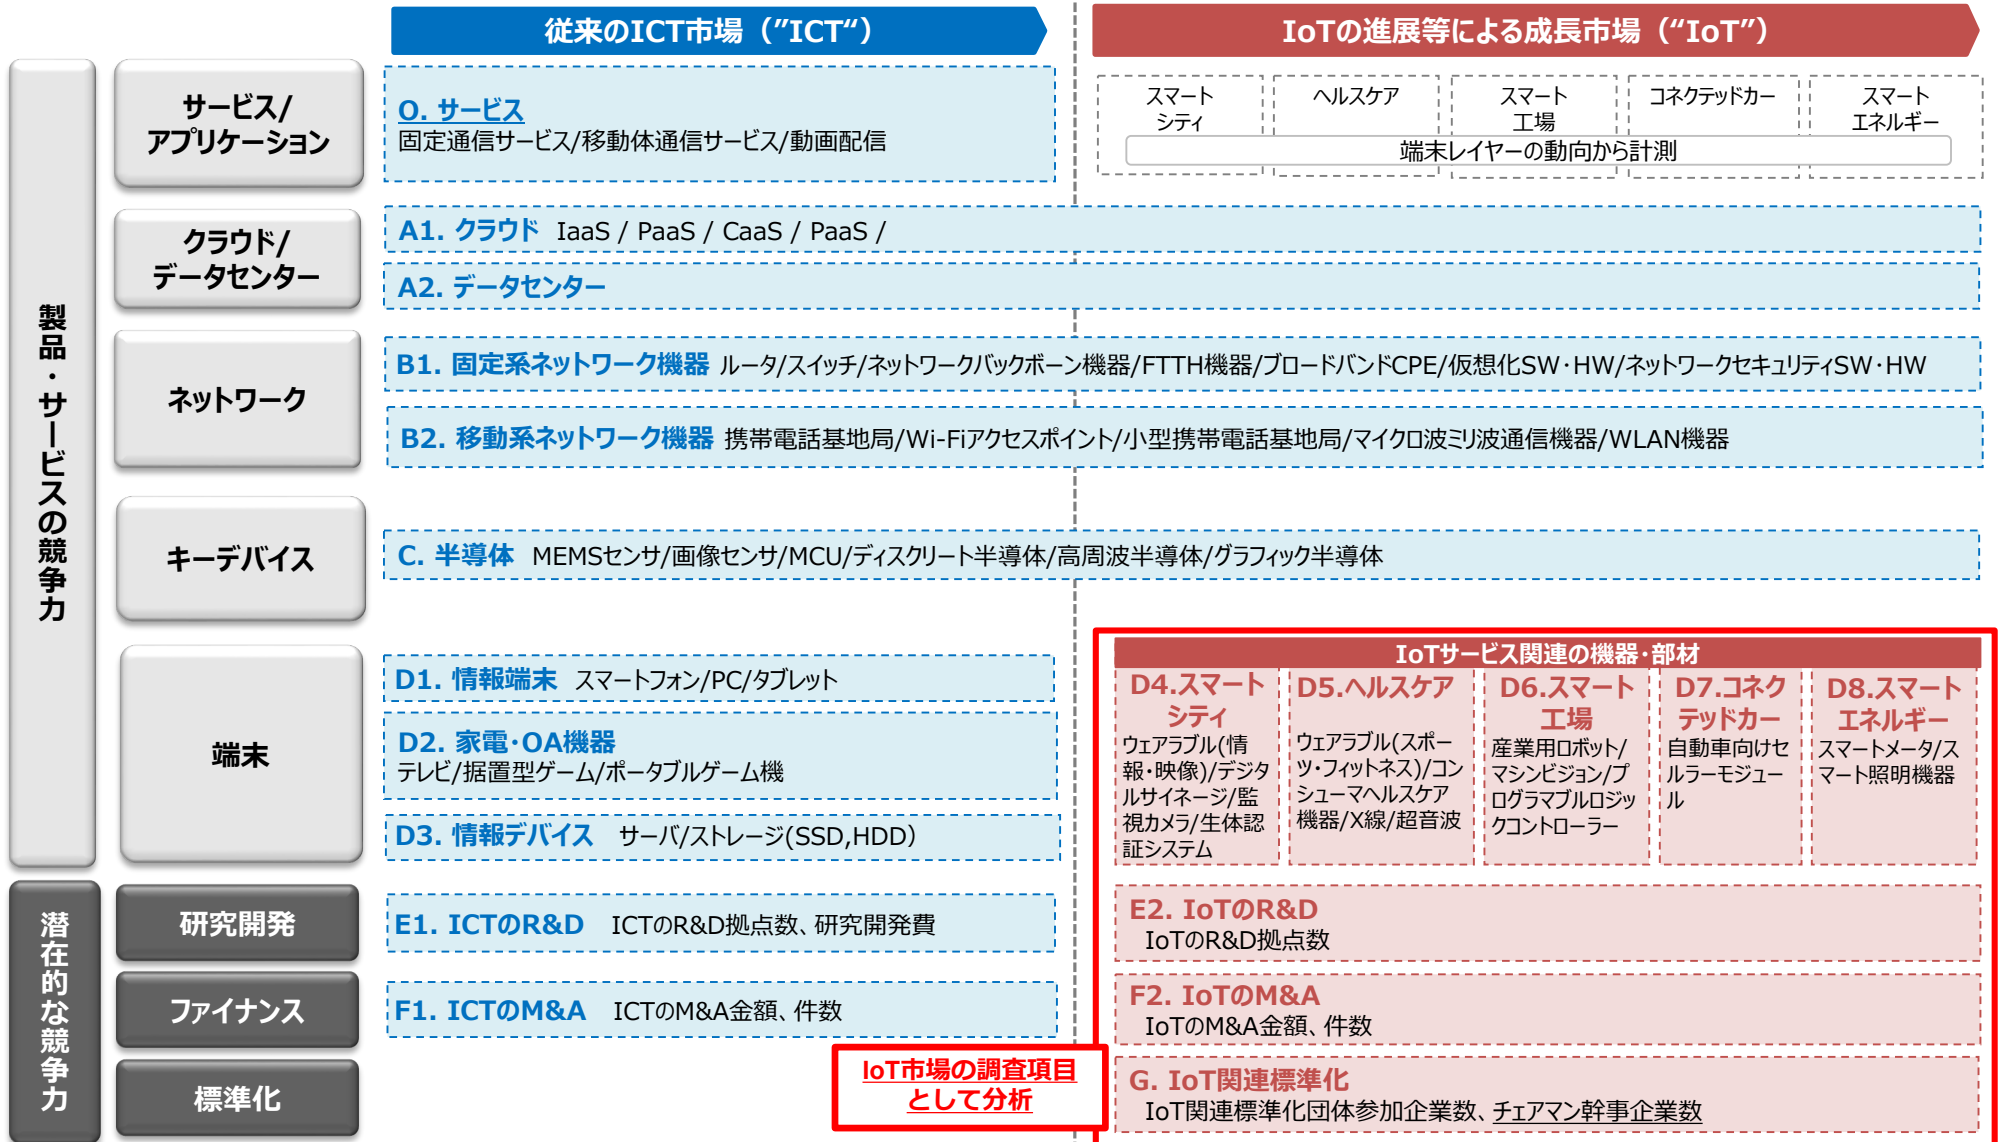 従来のICT市場（”ICT“）
IoTの進展等による成長市場（“IoT”）
製品・サービスの競争力
サービス/
アプリケーション
O. サービス
固定通信サービス/移動体通信サービス/動画配信
スマート
シティ
ヘルスケア
スマート
工場
コネクテッドカー
スマート
エネルギー
端末レイヤーの動向から計測
クラウド/
データセンター
A1. クラウド IaaS / PaaS / CaaS / PaaS /
A2. データセンター
ネットワーク
B1. 固定系ネットワーク機器 ルータ/スイッチ/ネットワークバックボーン機器/FTTH機器/ブロードバンドCPE/仮想化SW・HW/ネットワークセキュリティSW・HW
B2. 移動系ネットワーク機器 携帯電話基地局/Wi-Fiアクセスポイント/小型携帯電話基地局/マイクロ波ミリ波通信機器/WLAN機器
キーデバイス
C. 半導体 MEMSセンサ/画像センサ/MCU/ディスクリート半導体/高周波半導体/グラフィック半導体
端末
D1. 情報端末 スマートフォン/PC/タブレット
D2. 家電・OA機器
テレビ/据置型ゲーム/ポータブルゲーム機
D3. 情報デバイス サーバ/ストレージ(SSD,HDD）
IoTサービス関連の機器・部材
D4.スマート
シティ
ウェアラブル(情
報・映像)/デジタ
ルサイネージ/監
視カメラ/生体認
証システム
D5.ヘルスケア
ウェアラブル(スポー
ツ・フィットネス)/コン
シューマヘルスケア
機器/X線/超音波
D6.スマート
工場
産業用ロボット/
マシンビジョン/プ
ログラマブルロジッ
クコントローラー
D7.コネク
テッドカー
自動車向けセ
ルラーモジュー
ル
D8.スマート
エネルギー
スマートメータ/ス
マート照明機器
潜在的な競争力
研究開発
E1. ICTのR&D ICTのR&D拠点数、研究開発費
E2. IoTのR&D
IoTのR&D拠点数
ファイナンス
F1. ICTのM&A ICTのM&A金額、件数
F2. IoTのM&A
IoTのM&A金額、件数
標準化
IoT市場の調査項目
として分析
G. IoT関連標準化
IoT関連標準化団体参加企業数、チェアマン幹事企業数